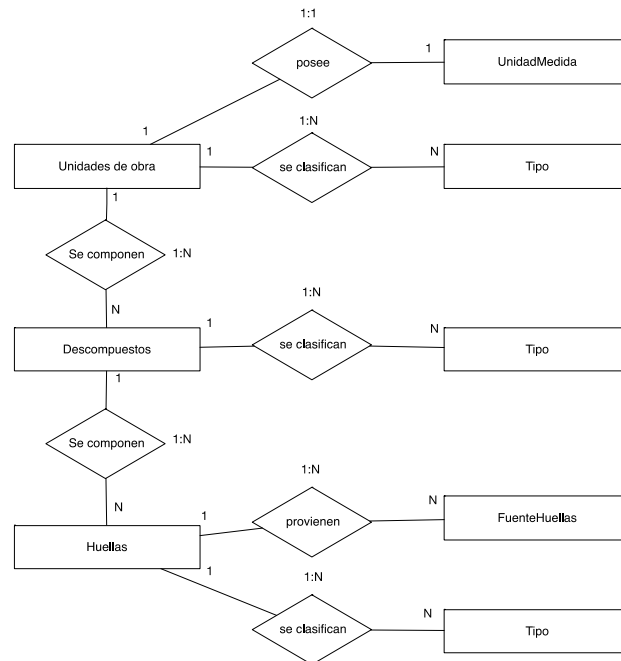 1:1
posee
1
UnidadMedida
1
1:N
Unidades de obra
1
se clasifican
N
Tipo
1
Se componen
1:N
N
1:N
Descompuestos
1
se clasifican
N
Tipo
1
Se componen
1:N
N
1:N
Huellas
1
provienen
N
FuenteHuellas
1
1:N
se clasifican
N
Tipo